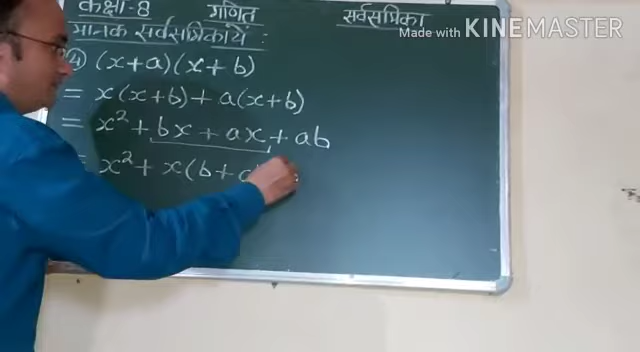 कक्षा-8 गणित सर्वसमिका
Made with KINEMASTER
मानक सर्वसमिकायें :
④ (x+a)(x+b)
= x(x+b) + a(x+b)
= x² + bx + ax + ab
= x² + x(b+a